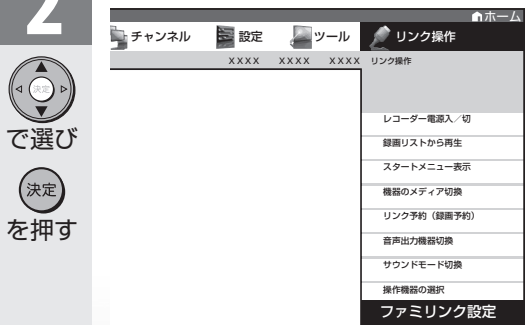 2
決定
で選び
決定
を押す
ホーム
チャンネル 設定 ツール リンク操作
XXXX XXXX XXXX リンク操作
レコーダー電源入／切
録画リストから再生
スタートメニュー表示
機器のメディア切換
リンク予約（録画予約）
音声出力機器切換
サウンドモード切換
操作機器の選択
ファミリンク設定